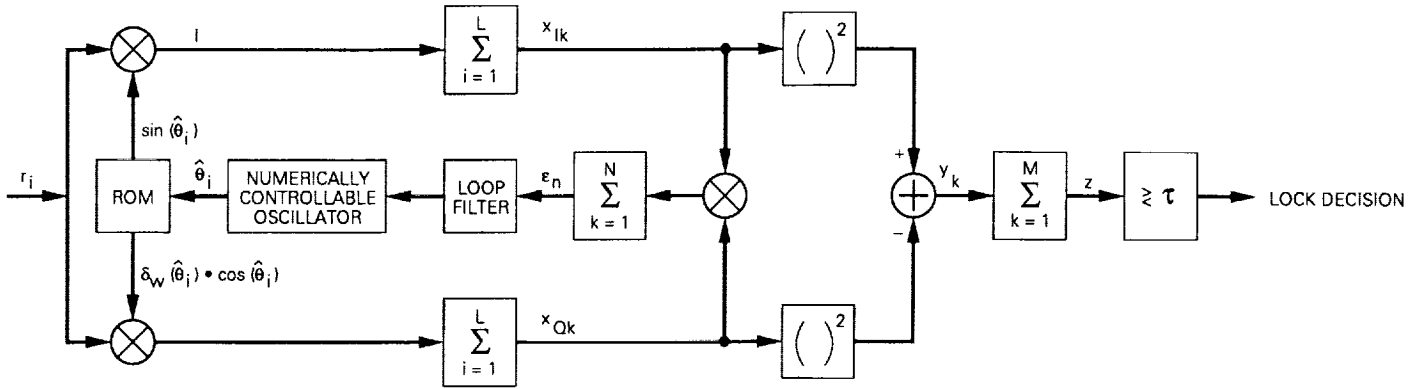 I
L
∑
i = 1
x_Ik
( )²
sin (θ̂_i)
r_i
ROM
θ̂_i
NUMERICALLY
CONTROLLABLE
OSCILLATOR
LOOP
FILTER
ε_n
N
∑
k = 1
+
−
y_k
M
∑
k = 1
z
≷ τ
LOCK DECISION
δ_W (θ̂_i) • cos (θ̂_i)
L
∑
i = 1
x_Qk
( )²